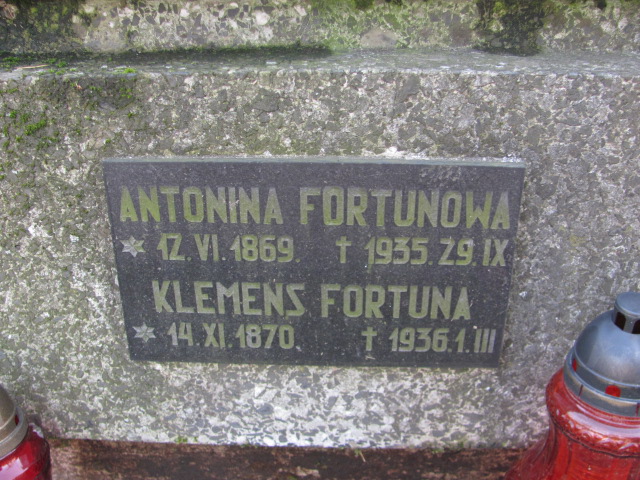 ANTONINA FORTUNOWA
* 12.VI.1869. † 1935.29.IX
KLEMENS FORTUNA
* 14.XI.1870. † 1936.1.III